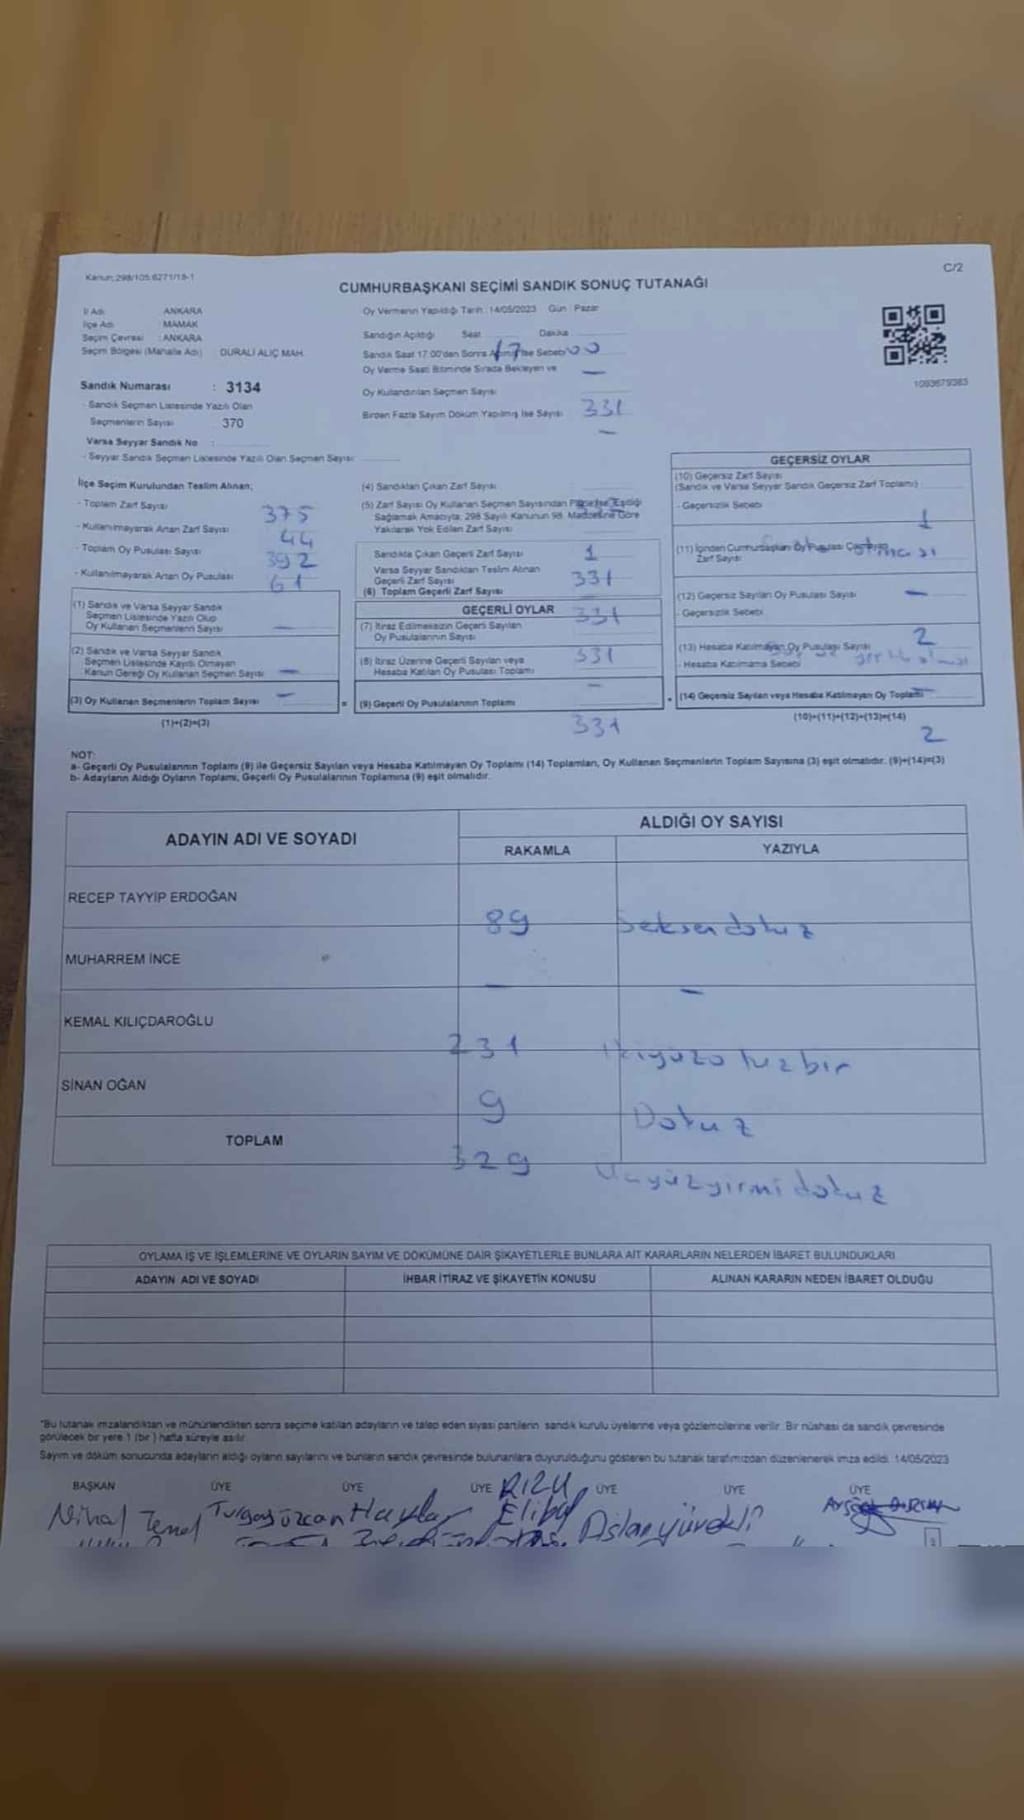 Kanun:298/105.6271/18-1
C/2
CUMHURBAŞKANI SEÇİMİ SANDIK SONUÇ TUTANAĞI
İl Adı : ANKARA
İlçe Adı : MAMAK
Seçim Çevresi : ANKARA
Seçim Bölgesi (Mahalle Adı) : DURALİ ALIÇ MAH.
Sandık Numarası : 3134
- Sandık Seçmen Listesinde Yazılı Olan
Seçmenlerin Sayısı 370
Varsa Seyyar Sandık No :
- Seyyar Sandık Seçmen Listesinde Yazılı Olan Seçmen Sayısı
Oy Vermenin Yapıldığı Tarih : 14/05/2023 Gün : Pazar
Sandığın Açıldığı Saat Dakika
Sandık Saat 17:00'den Sonra Açılmış İse Sebebi
17 00
Oy Verme Saati Bitiminde Sırada Bekleyen ve
Oy Kullandırılan Seçmen Sayısı
Birden Fazla Sayım Döküm Yapılmış İse Sayısı
331
1093679383
İlçe Seçim Kurulundan Teslim Alınan;
- Toplam Zarf Sayısı 375
- Kullanılmayarak Artan Zarf Sayısı 44
- Toplam Oy Pusulası Sayısı 392
- Kullanılmayarak Artan Oy Pusulası 61
(1) Sandık ve Varsa Seyyar Sandık
Seçmen Listesinde Yazılı Olup
Oy Kullanan Seçmenlerin Sayısı
(2) Sandık ve Varsa Seyyar Sandık
Seçmen Listesinde Kayıtlı Olmayan
Kanun Gereği Oy Kullanan Seçmen Sayısı
(3) Oy Kullanan Seçmenlerin Toplam Sayısı
(1)+(2)=(3)
(4) Sandıktan Çıkan Zarf Sayısı
(5) Zarf Sayısı Oy Kullanan Seçmen Sayısından Fazla İse, Eşitliği
Sağlamak Amacıyla, 298 Sayılı Kanunun 98. Maddesine Göre
Yakılarak Yok Edilen Zarf Sayısı
Sandıkta Çıkan Geçerli Zarf Sayısı 1
Varsa Seyyar Sandıktan Teslim Alınan
Geçerli Zarf Sayısı 331
(6) Toplam Geçerli Zarf Sayısı
GEÇERLİ OYLAR
331
(7) İtiraz Edilmeksizin Geçerli Sayılan
Oy Pusulalarının Sayısı
331
(8) İtiraz Üzerine Geçerli Sayılan veya
Hesaba Katılan Oy Pusulası Toplamı
(9) Geçerli Oy Pusulalarının Toplamı
331
GEÇERSİZ OYLAR
(10) Geçersiz Zarf Sayısı
(Sandık ve Varsa Seyyar Sandık Geçersiz Zarf Toplamı)
- Geçersizlik Sebebi
1
(11) İçinden Cumhurbaşkanı Oy Pusulası Çıkmayan
Zarf Sayısı
(12) Geçersiz Sayılan Oy Pusulası Sayısı
- Geçersizlik Sebebi
2
(13) Hesaba Katılmayan Oy Pusulası Sayısı
- Hesaba Katılmama Sebebi
(14) Geçersiz Sayılan veya Hesaba Katılmayan Oy Toplamı
(10)+(11)+(12)+(13)=(14)
2
NOT:
a- Geçerli Oy Pusulalarının Toplamı (9) ile Geçersiz Sayılan veya Hesaba Katılmayan Oy Toplamı (14) Toplamları, Oy Kullanan Seçmenlerin Toplam Sayısına (3) eşit olmalıdır. (9)+(14)=(3)
b- Adayların Aldığı Oyların Toplamı, Geçerli Oy Pusulalarının Toplamına (9) eşit olmalıdır.
ADAYIN ADI VE SOYADI
ALDIĞI OY SAYISI
RAKAMLA YAZIYLA
RECEP TAYYİP ERDOĞAN
89 Seksen dokuz
MUHARREM İNCE
- -
KEMAL KILIÇDAROĞLU
231 ikiyüzotuzbir
SİNAN OĞAN
9 Dokuz
TOPLAM
329 Üçyüzyirmi dokuz
OYLAMA İŞ VE İŞLEMLERİNE VE OYLARIN SAYIM VE DÖKÜMÜNE DAİR ŞİKAYETLERLE BUNLARA AİT KARARLARIN NELERDEN İBARET BULUNDUKLARI
ADAYIN ADI VE SOYADI İHBAR İTİRAZ VE ŞİKAYETİN KONUSU ALINAN KARARIN NEDEN İBARET OLDUĞU
*Bu tutanak imzalandıktan ve mühürlendikten sonra seçime katılan adayların ve talep eden siyasi partilerin sandık kurulu üyelerine veya gözlemcilerine verilir. Bir nüshası da sandık çevresinde
görülecek bir yere 1 (bir) hafta süreyle asılır.
Sayım ve döküm sonucunda adayların aldığı oyların sayılarını ve bunların sandık çevresinde bulunanlara duyurulduğunu gösteren bu tutanak tarafımızdan düzenlenerek imza edildi. 14/05/2023
BAŞKAN ÜYE ÜYE ÜYE ÜYE ÜYE ÜYE
Nihal Temel Turgay Özcan Elibol Aslan yürekli